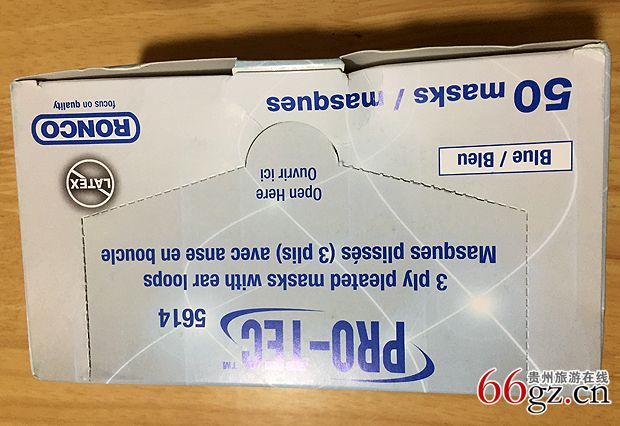 PRO-TEC™
5614
3 ply pleated masks with ear loops
Masques plissés (3 plis) avec anse en boucle
Open Here
Ouvrir ici
LATEX
Blue / Bleu
RONCO
focus on quality
50 masks / masques
贵州旅游在线
66gz.cn